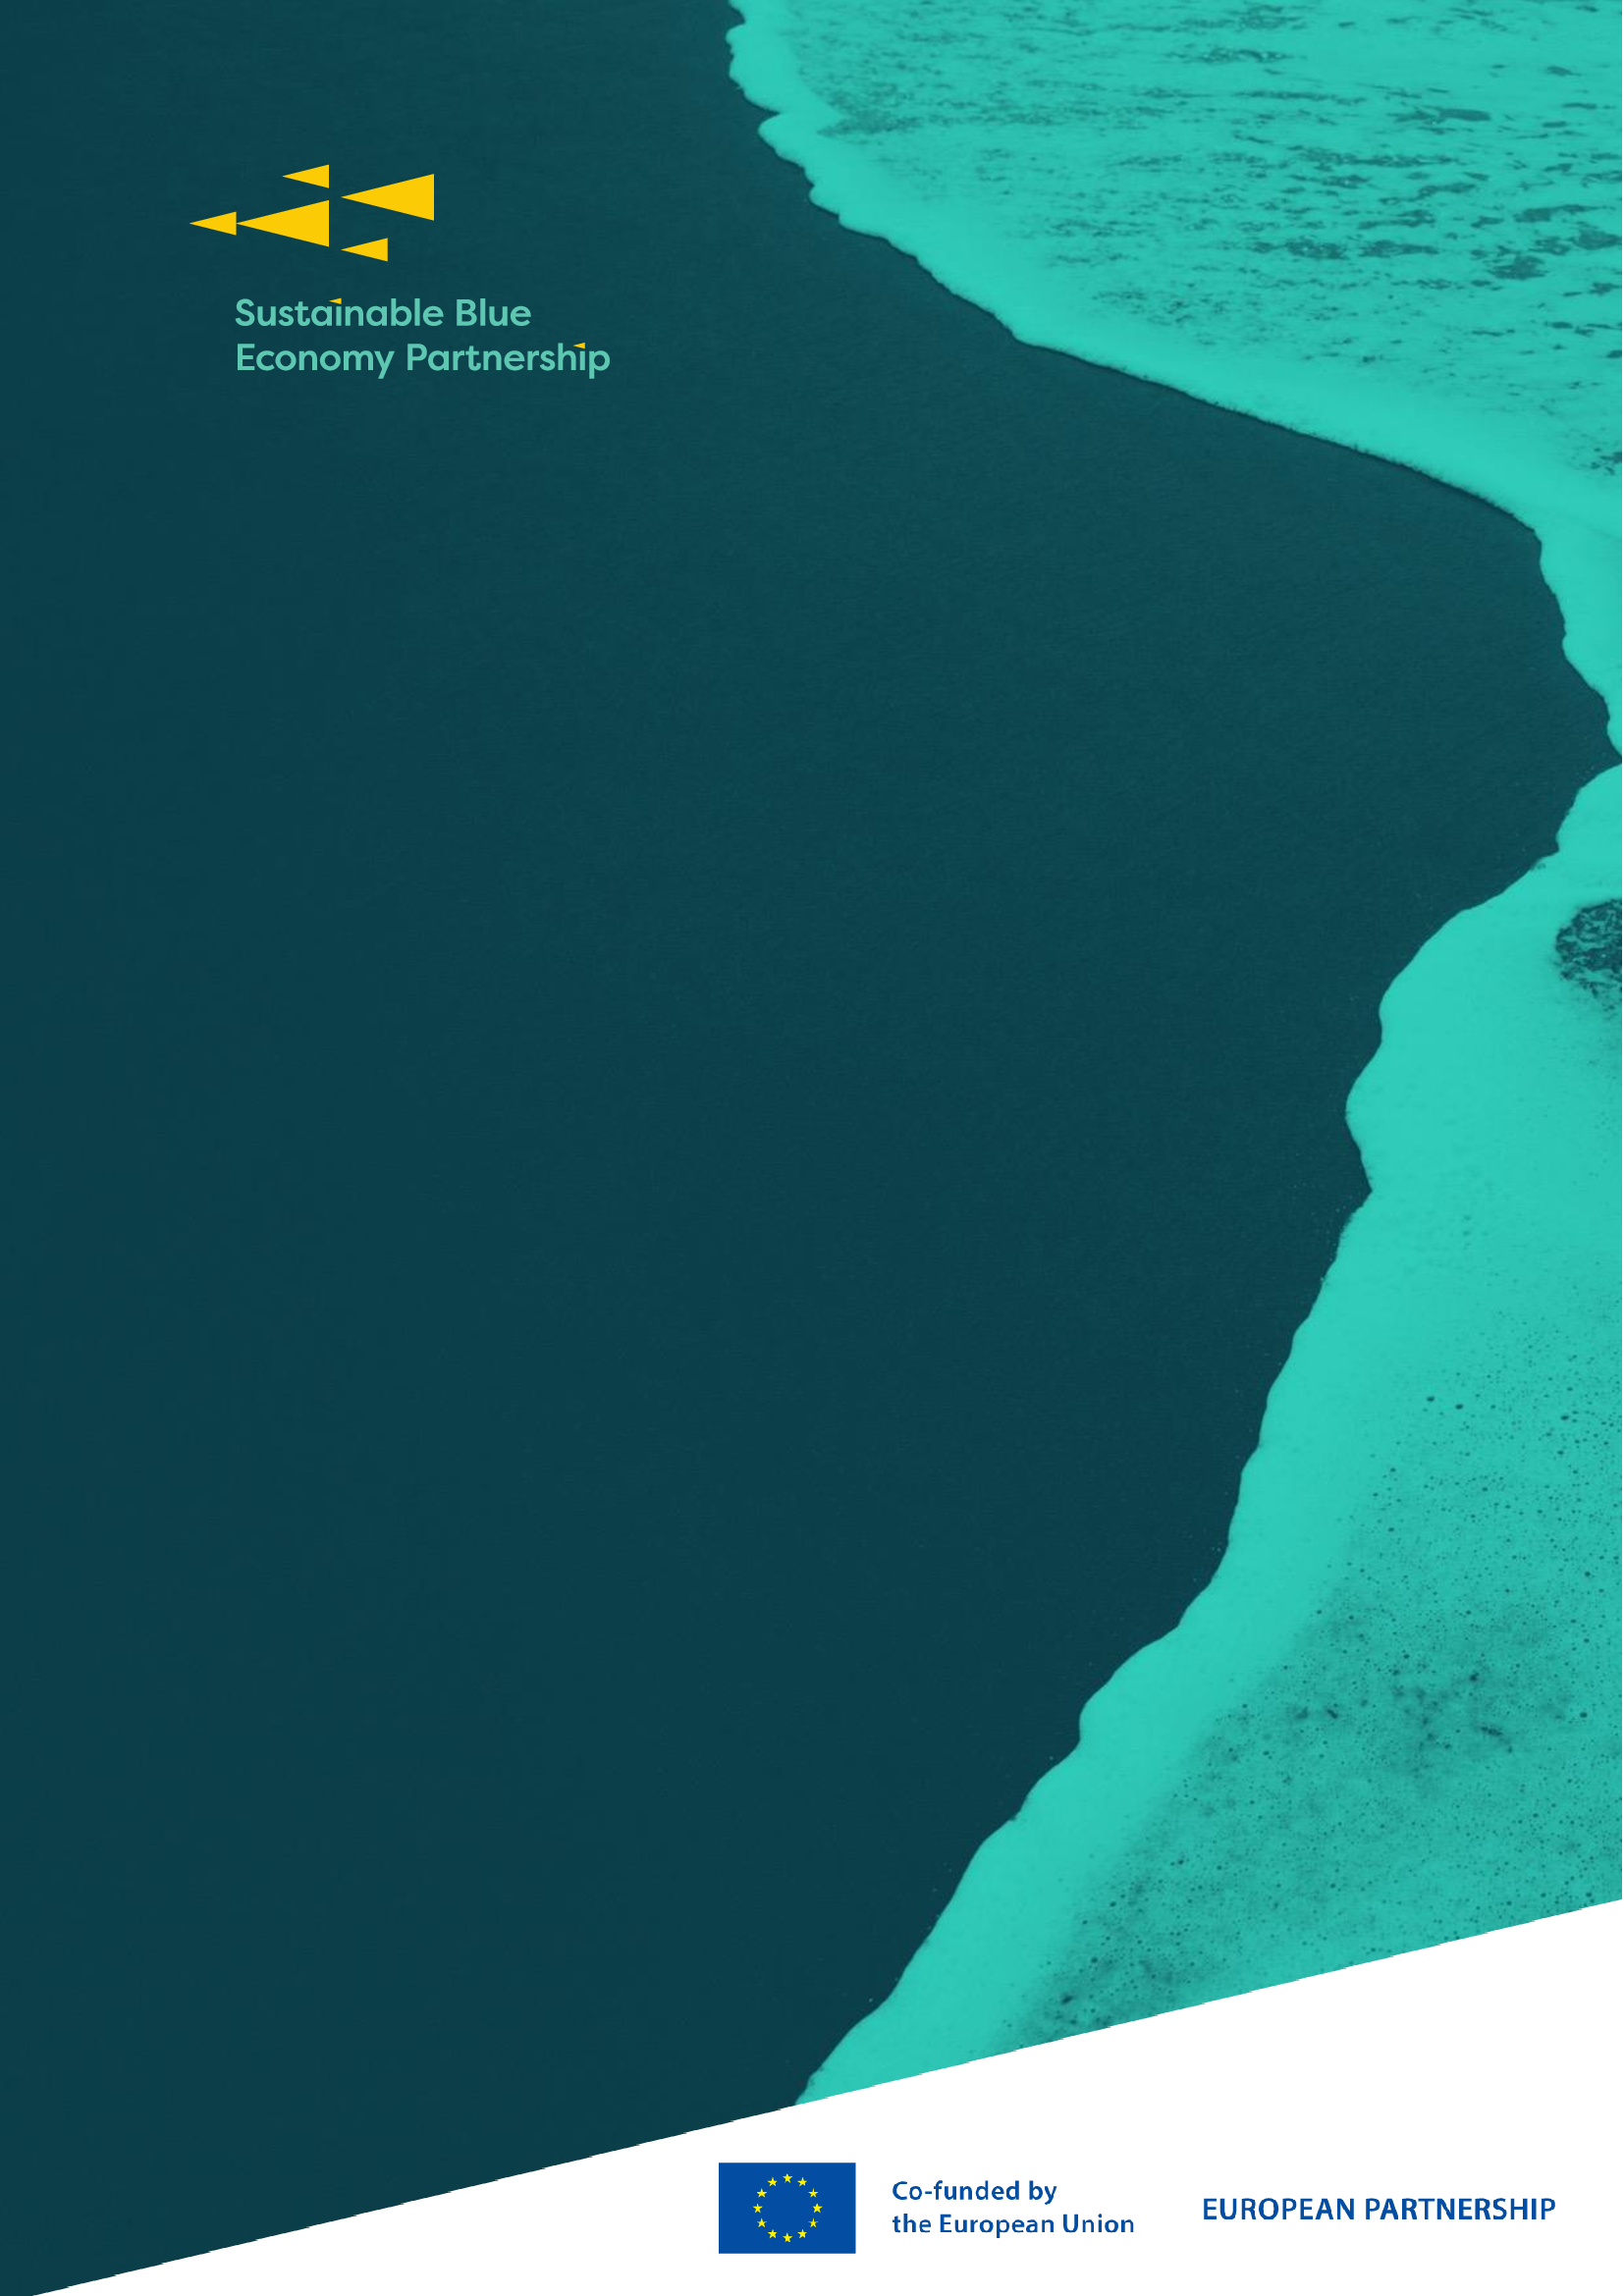 Sustainable Blue
Economy Partnership
Co-funded by
the European Union
EUROPEAN PARTNERSHIP